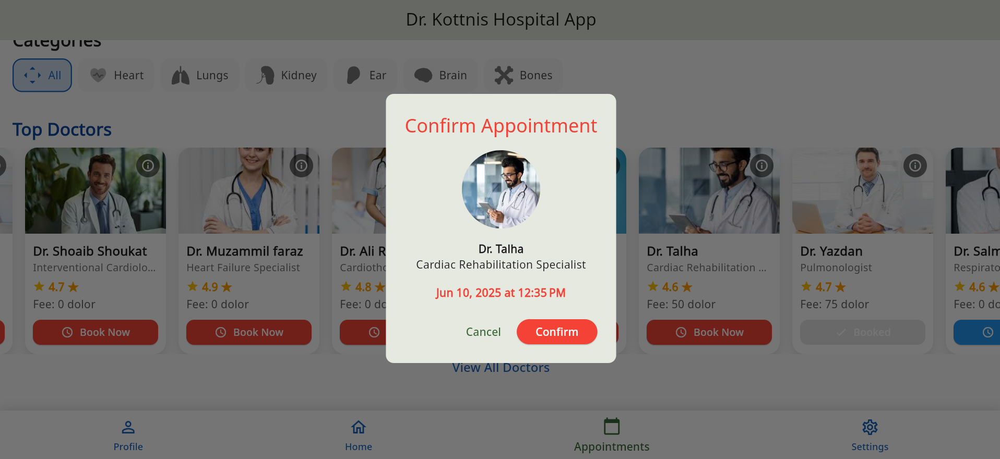 Dr. Kottnis Hospital App
Categories
All
Heart
Lungs
Kidney
Ear
Brain
Bones
Top Doctors
Dr. Shoaib Shoukat
Interventional Cardiolo...
4.7
Fee: 0 dolor
Book Now
Dr. Muzammil faraz
Heart Failure Specialist
4.9
Fee: 0 dolor
Book Now
Dr. Ali R
Cardiotho
4.8
Fee: 0 do
Confirm Appointment
Dr. Talha
Cardiac Rehabilitation Specialist
Jun 10, 2025 at 12:35 PM
Cancel
Confirm
Dr. Talha
Cardiac Rehabilitation ...
4.6
Fee: 50 dolor
Book Now
Dr. Yazdan
Pulmonologist
4.7
Fee: 75 dolor
Booked
Dr. Salm
Respirato
4.6
Fee: 0 do
View All Doctors
Profile
Home
Appointments
Settings